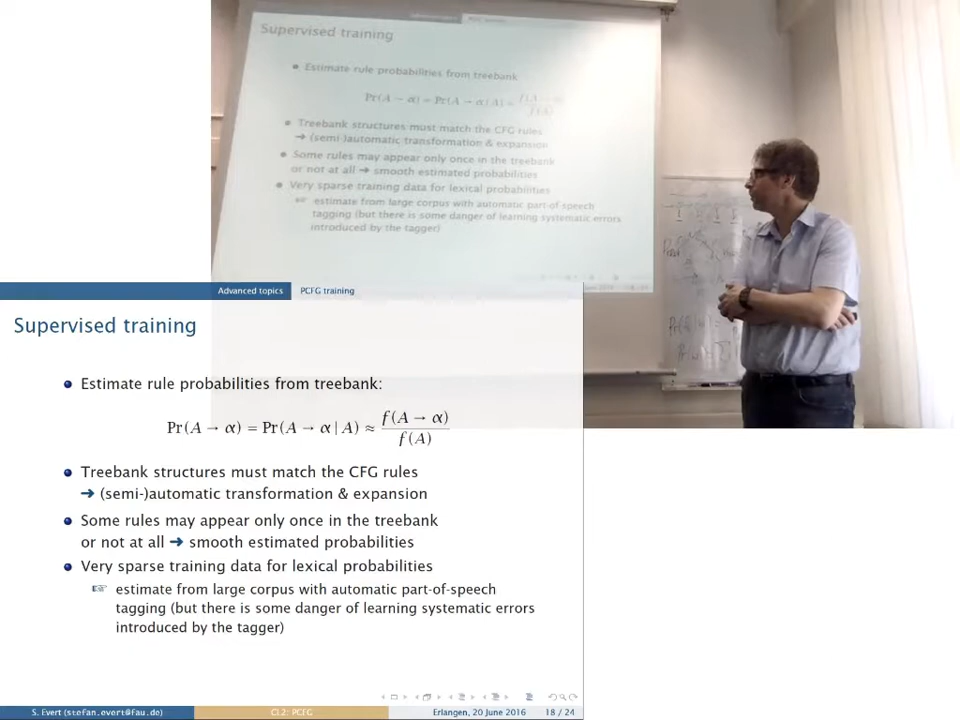 Supervised training
Estimate rule probabilities from treebank
Pr(A → α) = Pr(A → α | A) ≈
Treebank structures must match the CFG rules
➔ (semi-)automatic transformation & expansion
Some rules may appear only once in the treebank
or not at all ➔ smooth estimated probabilities
Very sparse training data for lexical probabilities
☞ estimate from large corpus with automatic part-of-speech
tagging (but there is some danger of learning systematic errors
introduced by the tagger)
Advanced topics PCFG training
Supervised training
Estimate rule probabilities from treebank:
Pr(A → α) = Pr(A → α | A) ≈ f(A → α) / f(A)
Treebank structures must match the CFG rules
➔ (semi-)automatic transformation & expansion
Some rules may appear only once in the treebank
or not at all ➔ smooth estimated probabilities
Very sparse training data for lexical probabilities
☞ estimate from large corpus with automatic part-of-speech
tagging (but there is some danger of learning systematic errors
introduced by the tagger)
S. Evert (stefan.evert@fau.de) CL2: PCFG Erlangen, 20 June 2016 18 / 24